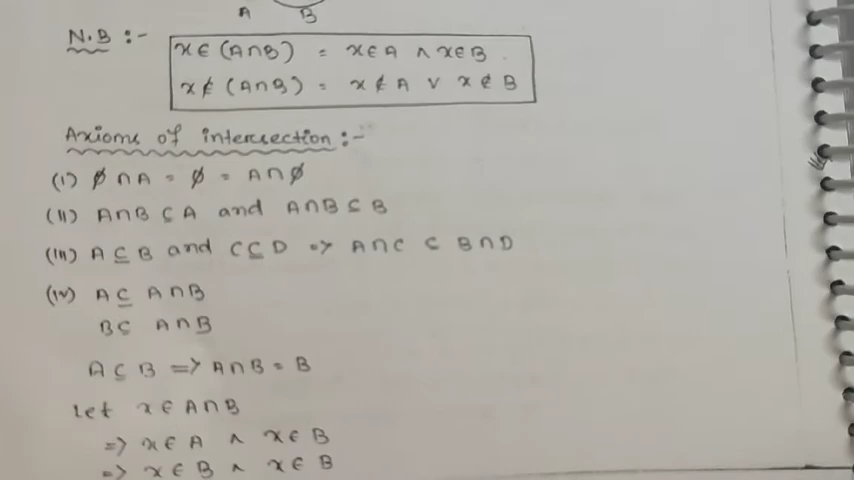 A B
N.B :-
x ∈ (A∩B) = x∈A ∧ x∈B.
x ∉ (A∩B) = x ∉ A ∨ x ∉ B
Axioms of intersection :-
(i) ∅ ∩ A = ∅ = A∩∅
(ii) A∩B ⊆ A and A∩B ⊆ B
(iii) A ⊆ B and C ⊆ D => A∩C ⊂ B∩D
(iv) A ⊆ A∩B
B ⊆ A∩B
A ⊆ B => A∩B = B
Let x ∈ A∩B
=> x ∈ A ∧ x ∈ B
=> x ∈ B ∧ x ∈ B